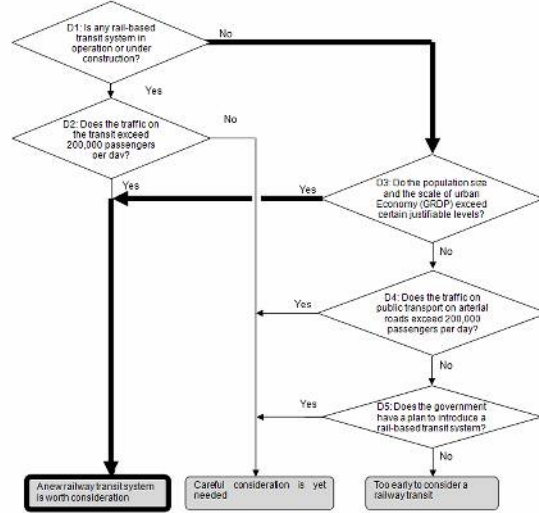 D1: Is any rail-based
transit system in
operation or under
construction?
No
Yes
D2: Does the traffic on
the transit exceed
200,000 passengers
per day?
No
Yes
D3: Do the population size
and the scale of urban
Economy (GRDP) exceed
certain justifiable levels?
Yes
No
D4: Does the traffic on
public transport on arterial
roads exceed 200,000
passengers per day?
Yes
No
D5: Does the government
have a plan to introduce a
rail-based transit system?
Yes
No
A new railway transit system
is worth consideration
Careful consideration is yet
needed
Too early to consider a
railway transit